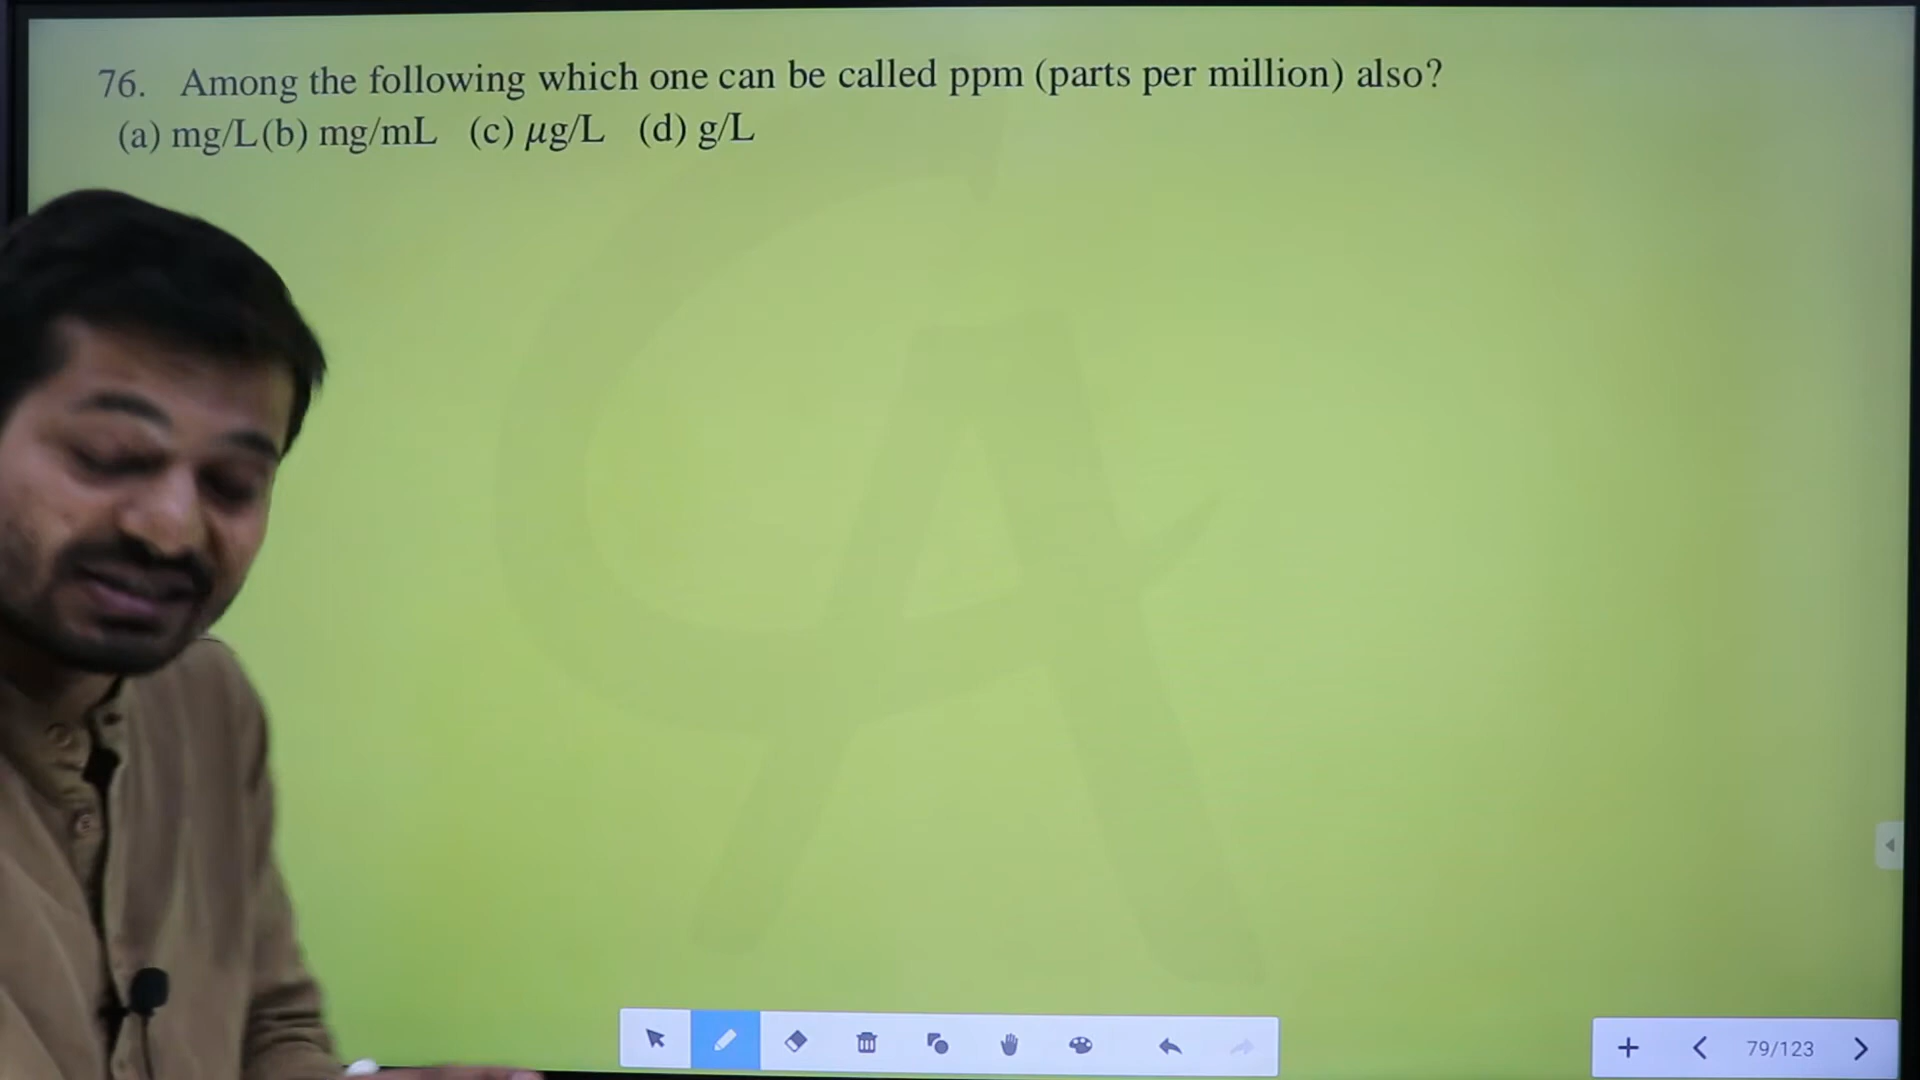 76. Among the following which one can be called ppm (parts per million) also?
(a) mg/L(b) mg/mL (c) μg/L (d) g/L
79/123